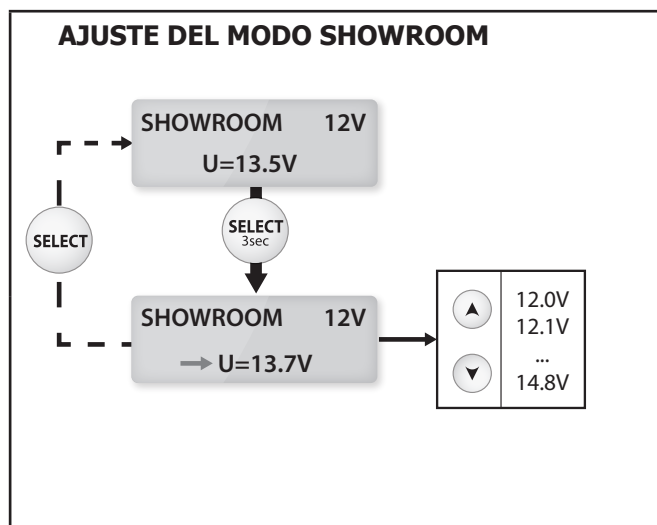 AJUSTE DEL MODO SHOWROOM
SHOWROOM 12V
U=13.5V
SELECT
SELECT
3sec
SHOWROOM 12V
U=13.7V
12.0V
12.1V
...
14.8V